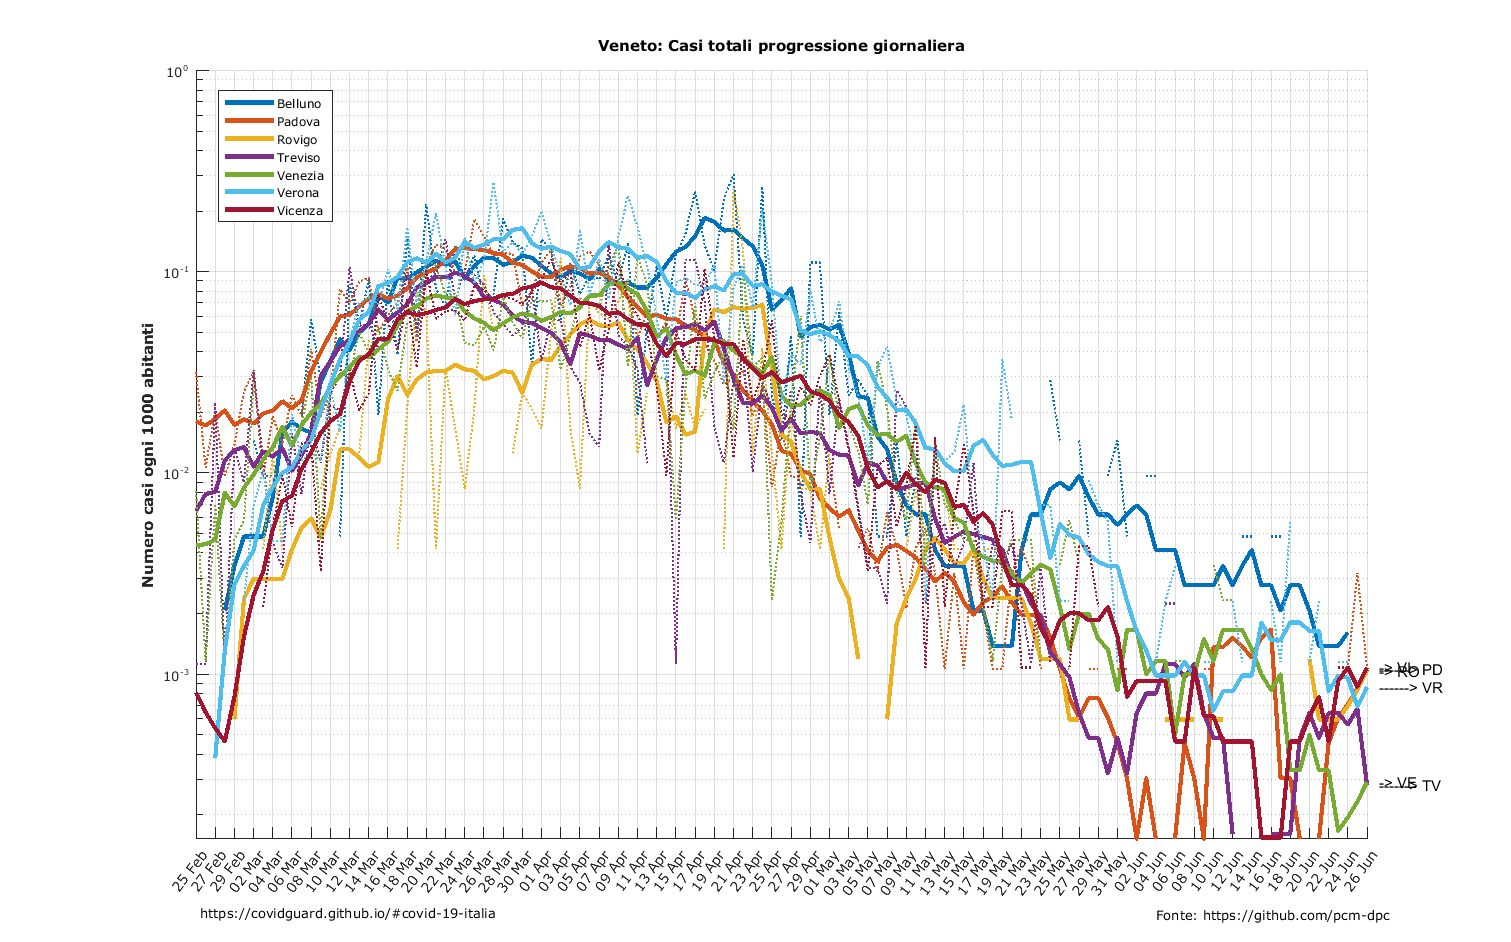 Veneto: Casi totali progressione giornaliera
10⁰
10⁻¹
10⁻²
10⁻³
Numero casi ogni 1000 abitanti
Belluno
Padova
Rovigo
Treviso
Venezia
Verona
Vicenza
-----> PD
------> VR
-> VE
------> TV
25 Feb
27 Feb
29 Feb
02 Mar
04 Mar
06 Mar
08 Mar
10 Mar
12 Mar
14 Mar
16 Mar
18 Mar
20 Mar
22 Mar
24 Mar
26 Mar
28 Mar
30 Mar
01 Apr
03 Apr
05 Apr
07 Apr
09 Apr
11 Apr
13 Apr
15 Apr
17 Apr
19 Apr
21 Apr
23 Apr
25 Apr
27 Apr
29 Apr
01 May
03 May
05 May
07 May
09 May
11 May
13 May
15 May
17 May
19 May
21 May
23 May
25 May
27 May
29 May
31 May
02 Jun
04 Jun
06 Jun
08 Jun
10 Jun
12 Jun
14 Jun
16 Jun
18 Jun
20 Jun
22 Jun
24 Jun
26 Jun
https://covidguard.github.io/#covid-19-italia
Fonte: https://github.com/pcm-dpc